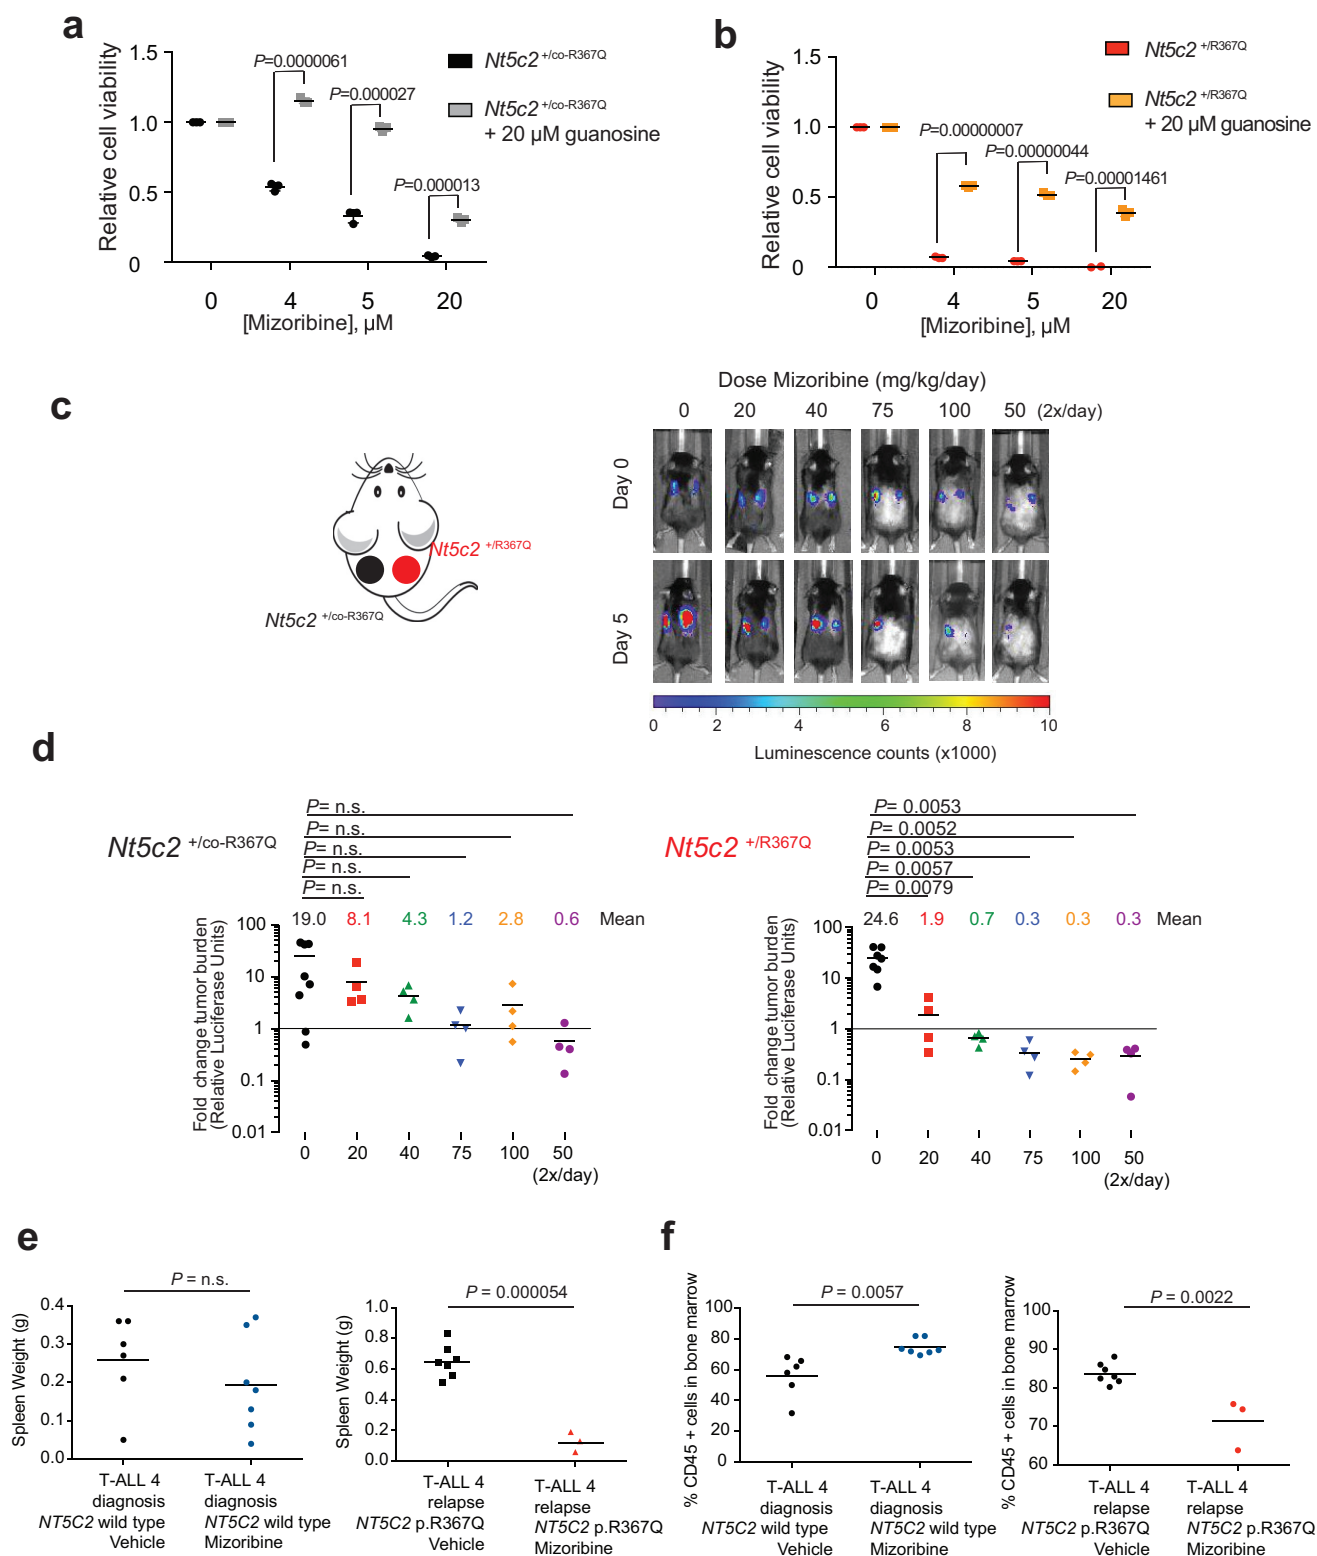 a
Relative cell viability
1.5
1.0
0.5
0
P=0.0000061
P=0.000027
P=0.000013
Nt5c2 +/co-R367Q
Nt5c2 +/co-R367Q
+ 20 µM guanosine
0 4 5 20
[Mizoribine], µM
b
Relative cell viability
1.5
1.0
0.5
0
P=0.00000007
P=0.00000044
P=0.00001461
Nt5c2 +/R367Q
Nt5c2 +/R367Q
+ 20 µM guanosine
0 4 5 20
[Mizoribine], µM
c
Nt5c2 +/R367Q
Nt5c2 +/co-R367Q
Dose Mizoribine (mg/kg/day)
0 20 40 75 100 50 (2x/day)
Day 0
Day 5
0 2 4 6 8 10
Luminescence counts (x1000)
d
Nt5c2 +/co-R367Q
P= n.s.
P= n.s.
P= n.s.
P= n.s.
P= n.s.
19.0 8.1 4.3 1.2 2.8 0.6 Mean
Fold change tumor burden
(Relative Luciferase Units)
100
10
1
0.1
0.01
0 20 40 75 100 50
(2x/day)
Nt5c2 +/R367Q
P= 0.0053
P= 0.0052
P= 0.0053
P= 0.0057
P= 0.0079
24.6 1.9 0.7 0.3 0.3 0.3 Mean
Fold change tumor burden
(Relative Luciferase Units)
100
10
1
0.1
0.01
0 20 40 75 100 50
(2x/day)
e
P = n.s.
Spleen Weight (g)
0.4
0.3
0.2
0.1
0.0
T-ALL 4
diagnosis
NT5C2 wild type
Vehicle
T-ALL 4
diagnosis
NT5C2 wild type
Mizoribine
P = 0.000054
Spleen Weight (g)
1.0
0.8
0.6
0.4
0.2
0.0
T-ALL 4
relapse
NT5C2 p.R367Q
Vehicle
T-ALL 4
relapse
NT5C2 p.R367Q
Mizoribine
f
P = 0.0057
% CD45 + cells in bone marrow
100
80
60
40
20
0
T-ALL 4
diagnosis
NT5C2 wild type
Vehicle
T-ALL 4
diagnosis
NT5C2 wild type
Mizoribine
P = 0.0022
% CD45 + cells in bone marrow
100
90
80
70
60
T-ALL 4
relapse
NT5C2 p.R367Q
Vehicle
T-ALL 4
relapse
NT5C2 p.R367Q
Mizoribine